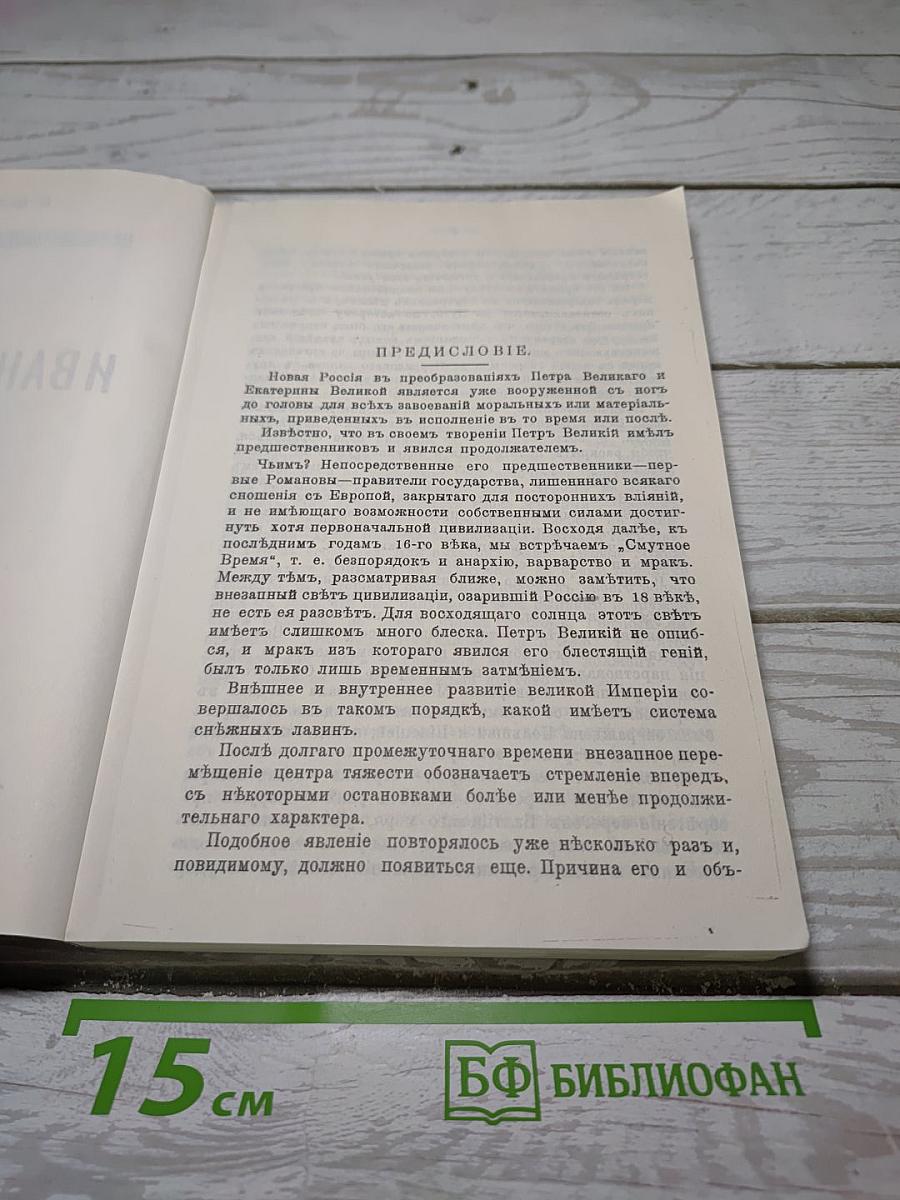 ИВАН
ПРЕДИСЛОВІЕ.
Новая Россія въ преобразованіяхъ Петра Великаго и
Екатерины Великой является уже вооруженной съ ногъ
до головы для всѣхъ завоеваній моральныхъ или матеріаль-
ныхъ, приведенныхъ въ исполненіе въ то время или послѣ.
Извѣстно, что въ своемъ твореніи Петръ Великій имѣлъ
предшественниковъ и явился продолжателемъ.
Чьимъ? Непосредственные его предшественники—пер-
вые Романовы—правители государства, лишенннаго всякаго
сношенія съ Европой, закрытаго для постороннихъ вліяній,
и не имѣющаго возможности собственными силами достиг-
нуть хотя первоначальной цивилизаціи. Восходя далѣе, къ
послѣднимъ годамъ 16-го вѣка, мы встрѣчаемъ „Смутное
Время“, т. е. безпорядокъ и анархію, варварство и мракъ.
Между тѣмъ, разсматривая ближе, можно замѣтить, что
внезапный свѣтъ цивилизаціи, озарившій Россію въ 18 вѣкѣ,
не есть ея разсвѣтъ. Для восходящаго солнца этотъ свѣтъ
имѣетъ слишкомъ много блеска. Петръ Великій не ошиб-
ся, и мракъ изъ котораго явился его блестящій геній,
былъ только лишь временнымъ затмѣніемъ.
Внѣшнее и внутреннее развитіе великой Имперіи со-
вершалось въ такомъ порядкѣ, какой имѣетъ система
снѣжныхъ лавинъ.
Послѣ долгаго промежуточнаго времени внезапное пере-
мѣщеніе центра тяжести обозначаетъ стремленіе впередъ,
съ нѣкоторыми остановками болѣе или менѣе продолжи-
тельнаго характера.
Подобное явленіе повторялось уже нѣсколько разъ и,
повидимому, должно появиться еще. Причина его и объ-
15 см
БФ БИБЛИОФАН